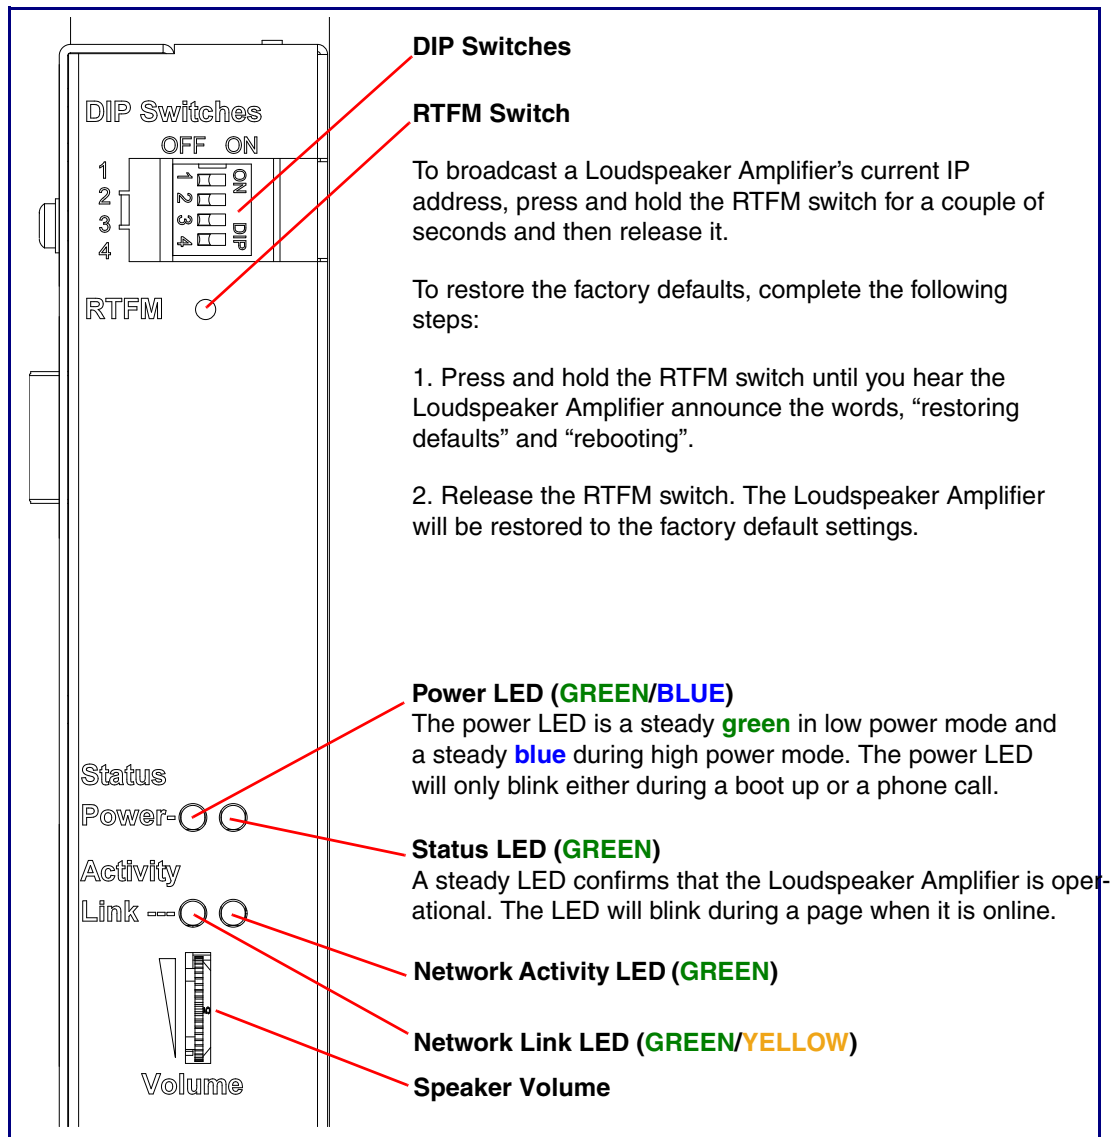 DIP Switches
OFF ON
1
2
3
4
ON
1
2
3
4
DIP
RTFM
Status
Power-
Activity
Link ---
Volume
DIP Switches
RTFM Switch
To broadcast a Loudspeaker Amplifier’s current IP
address, press and hold the RTFM switch for a couple of
seconds and then release it.
To restore the factory defaults, complete the following
steps:
1. Press and hold the RTFM switch until you hear the
Loudspeaker Amplifier announce the words, “restoring
defaults” and “rebooting”.
2. Release the RTFM switch. The Loudspeaker Amplifier
will be restored to the factory default settings.
Power LED (GREEN/BLUE)
The power LED is a steady green in low power mode and
a steady blue during high power mode. The power LED
will only blink either during a boot up or a phone call.
Status LED (GREEN)
A steady LED confirms that the Loudspeaker Amplifier is oper-
ational. The LED will blink during a page when it is online.
Network Activity LED (GREEN)
Network Link LED (GREEN/YELLOW)
Speaker Volume